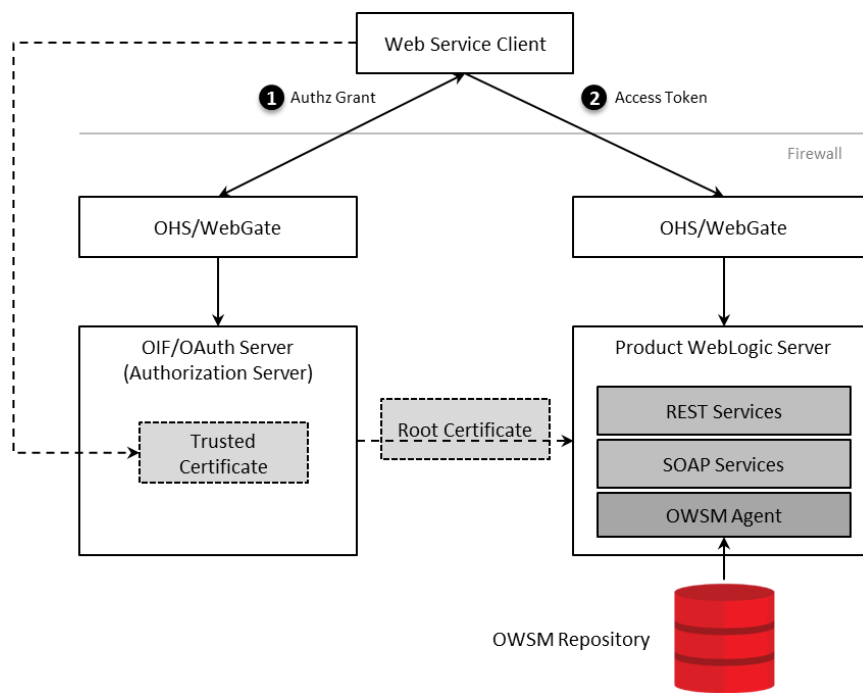 Web Service Client
1 Authz Grant
2 Access Token
Firewall
OHS/WebGate
OHS/WebGate
OIF/OAuth Server
(Authorization Server)
Trusted
Certificate
Root Certificate
Product WebLogic Server
REST Services
SOAP Services
OWSM Agent
OWSM Repository